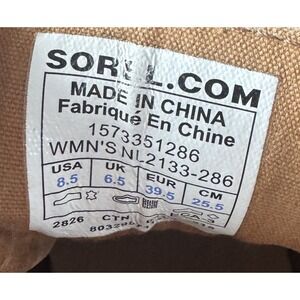 SOREL.COM
MADE IN CHINA
Fabriqué En Chine
1573351286
WMN'S NL2133-286
USA UK EUR CM
8.5 6.5 39.5 25.5
2826 CTN